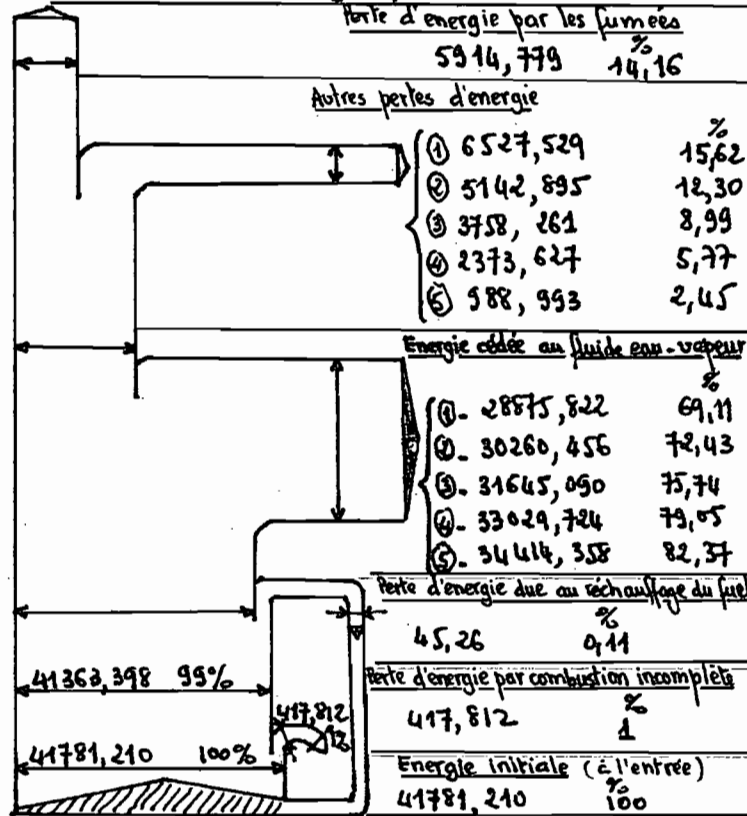 Perte d'energie par les fumées
%
5914,779 14,16
Autres pertes d'energie
%
① 6527,529 15,62
② 5142,895 12,30
③ 3758, 261 8,99
④ 2373,627 5,77
⑤ 988,993 2,45
Energie cédée au fluide eau-vapeur
%
①- 28875,822 69,11
②- 30260,456 72,43
③- 31645,090 75,74
④- 33029,724 79,05
⑤- 34414,358 82,37
Perte d'energie due au réchauffage du fuel
%
45,26 0,11
41363,398 99%
Perte d'energie par combustion incomplète
%
417,812 1
417,812
1%
41781,210 100%
Energie initiale (à l'entrée)
%
41781,210 100